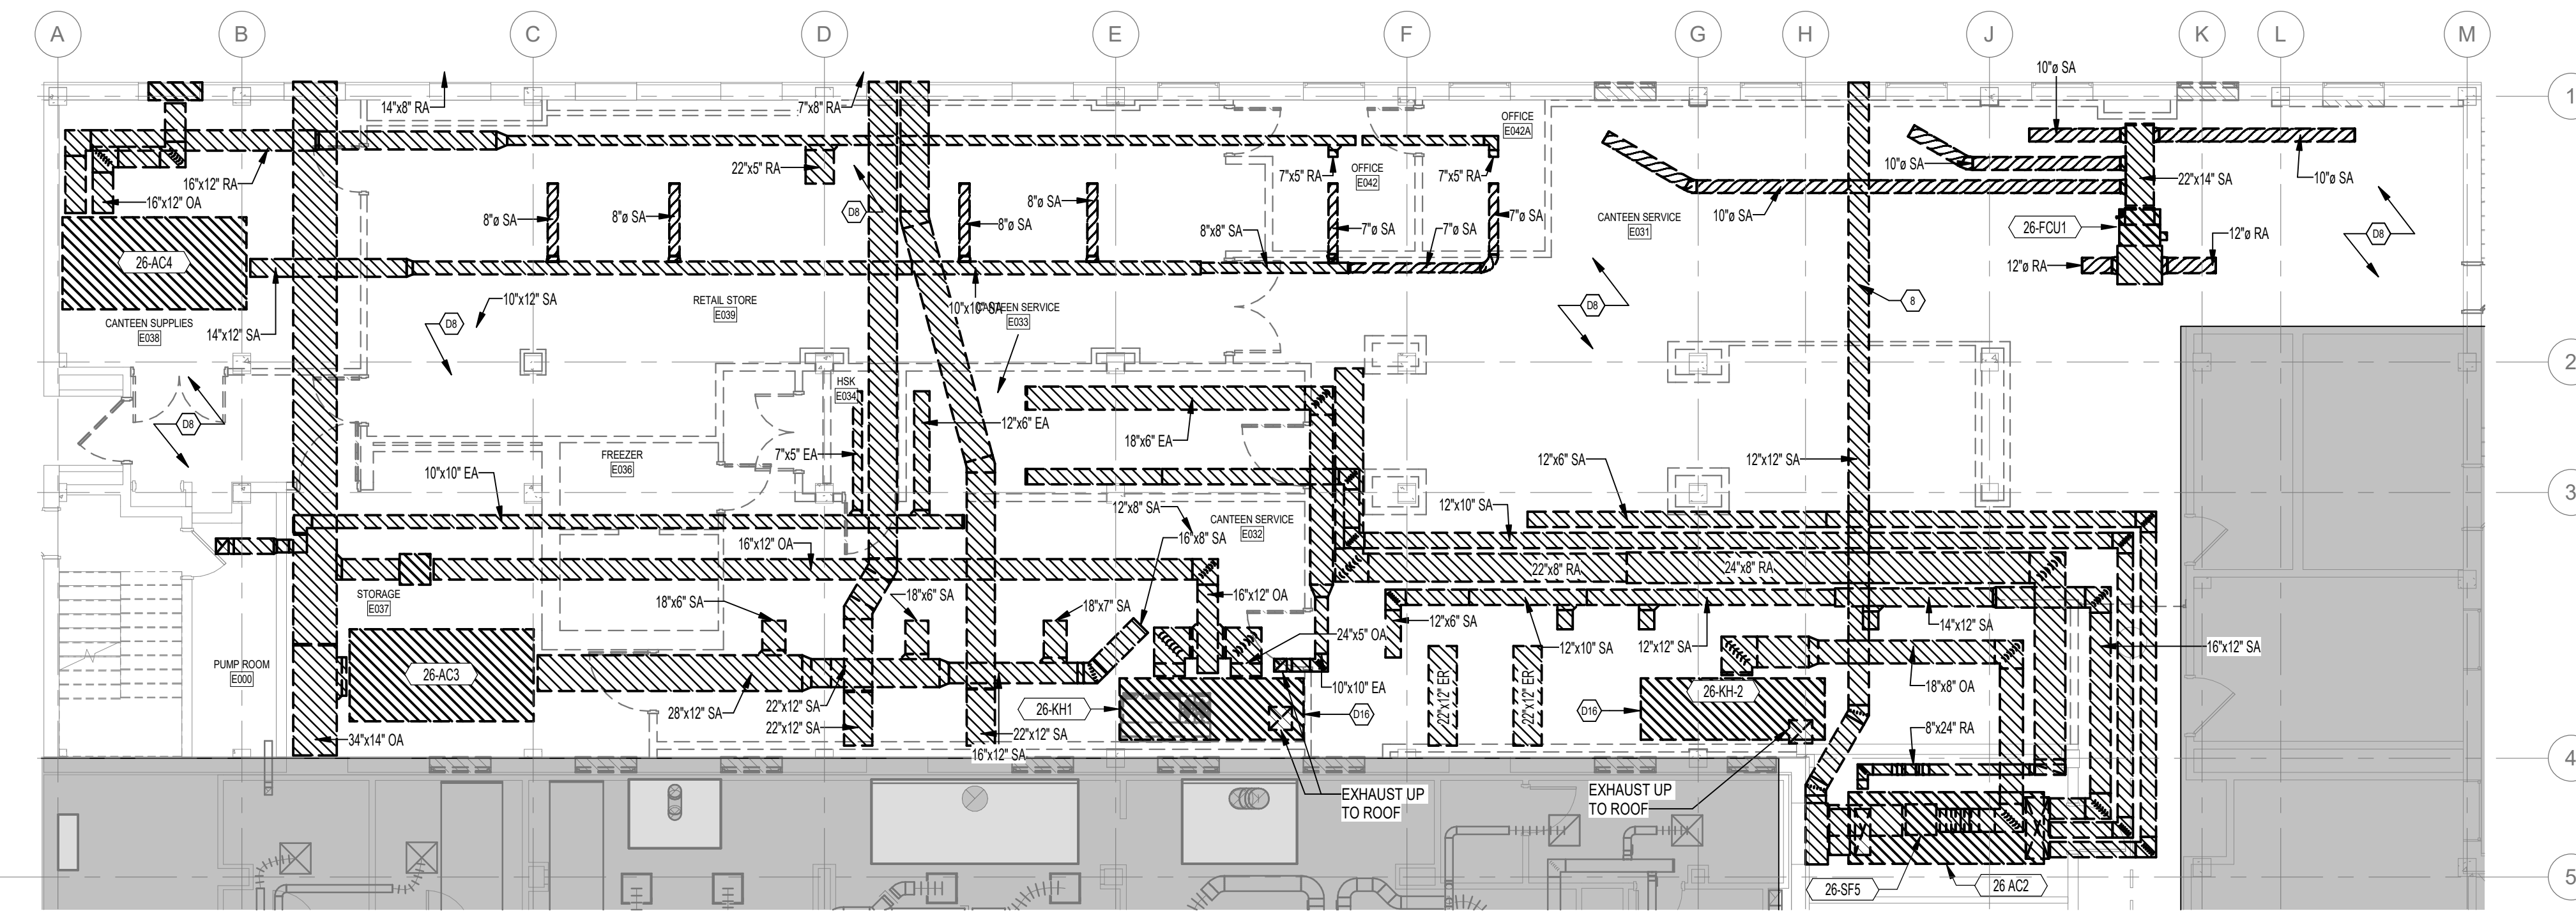 A
B
C
D
E
F
G
H
J
K
L
M
1
10"ø SA
14"x8" RA
7"x8" RA
OFFICE
E042A
16"x12" RA
16"x12" OA
22"x5" RA
7"x5" RA
OFFICE
E042
7"x5" RA
10"ø SA
10"ø SA
22"x14" SA
8"ø SA
8"ø SA
D8
8"ø SA
8"ø SA
8"x8" SA
7"ø SA
7"ø SA
7"ø SA
CANTEEN SERVICE
E031
10"ø SA
26-FCU1
12"ø RA
12"ø RA
D8
26-AC4
CANTEEN SUPPLIES
E038
14"x12" SA
10"x12" SA
D8
RETAIL STORE
E039
10"x10" SA
CANTEEN SERVICE
E033
D8
8
2
D8
HSK
E034
12"x6" EA
7"x5" EA
18"x6" EA
FREEZER
E036
10"x10" EA
12"x6" SA
12"x12" SA
3
12"x10" SA
12"x8" SA
16"x8" SA
CANTEEN SERVICE
E032
16"x12" OA
22"x8" RA
24"x8" RA
STORAGE
E037
18"x6" SA
18"x6" SA
18"x7" SA
16"x12" OA
24"x5" OA
12"x6" SA
12"x10" SA
12"x12" SA
14"x12" SA
16"x12" SA
PUMP ROOM
E000
26-AC3
28"x12" SA
22"x12" SA
22"x12" SA
22"x12" SA
16"x12" SA
26-KH1
10"x10" EA
D16
22"x12" ER
22"x12" ER
D16
26-KH-2
18"x8" OA
8"x24" RA
34"x14" OA
4
EXHAUST UP
TO ROOF
EXHAUST UP
TO ROOF
26-SF5
26 AC2
5